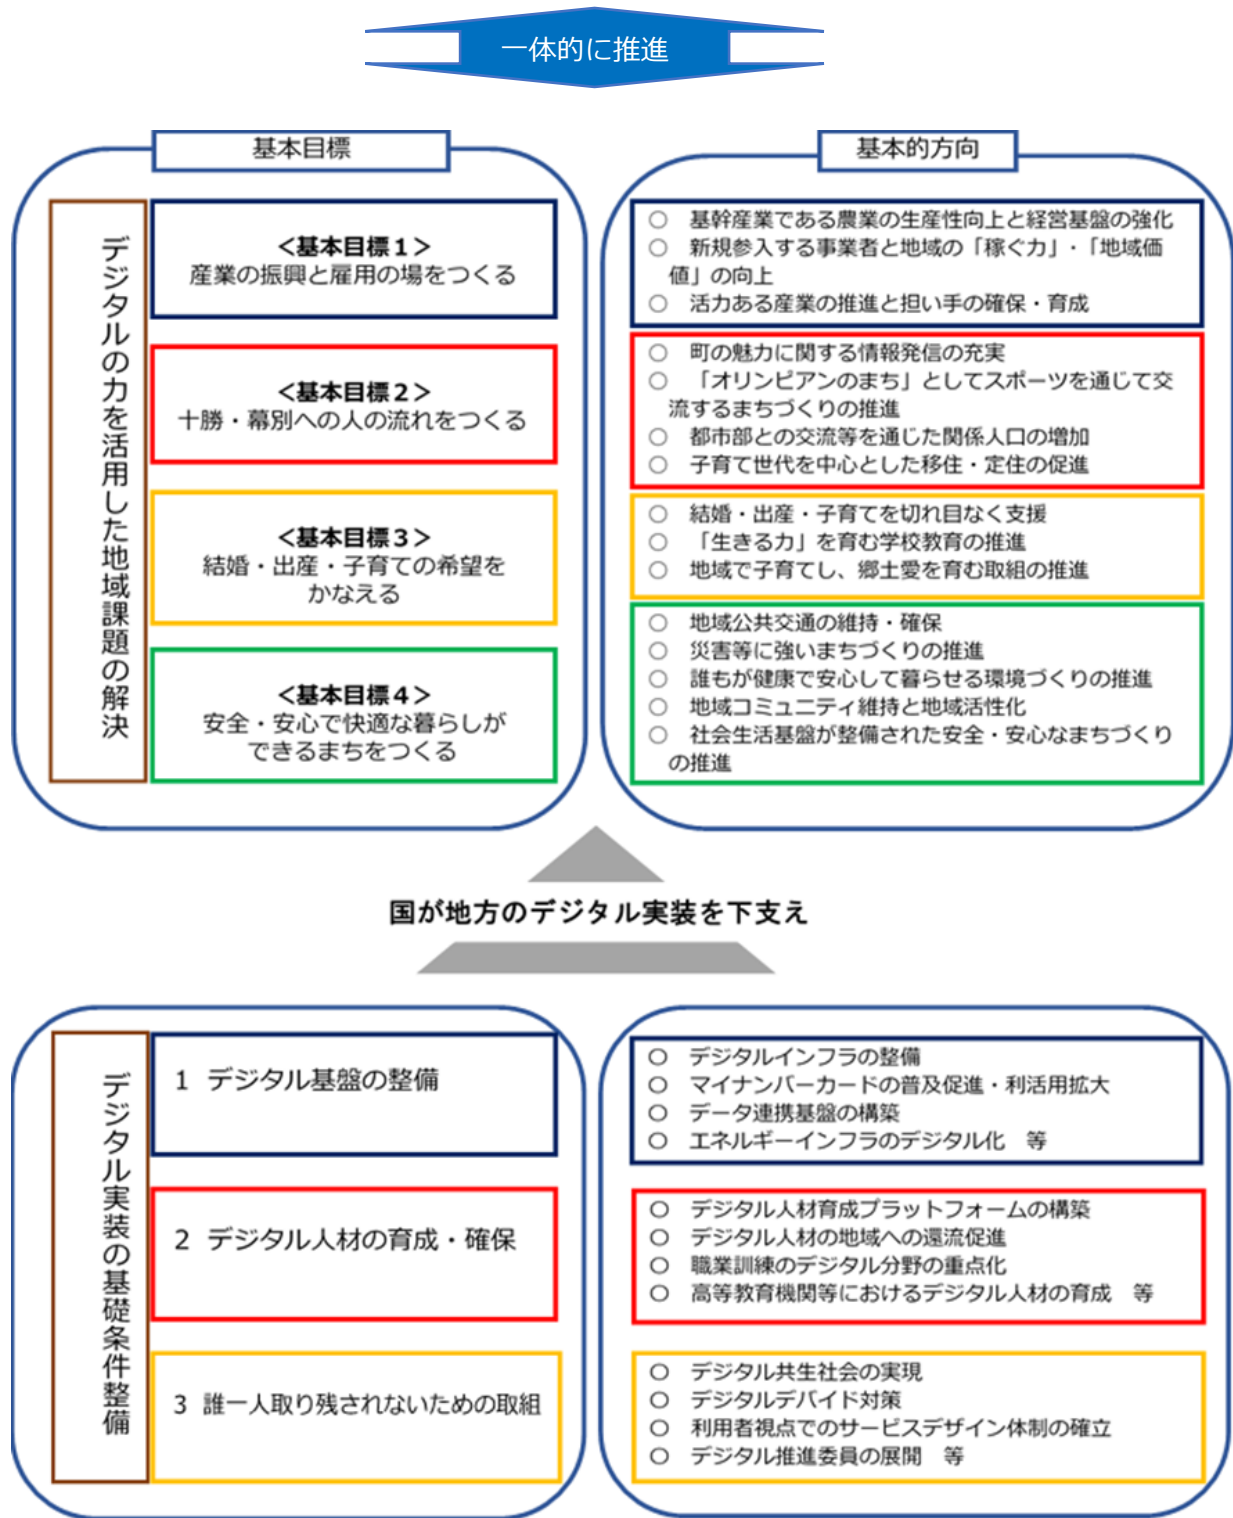 一体的に推進
基本目標
デジタルの力を活用した地域課題の解決
＜基本目標１＞
産業の振興と雇用の場をつくる
＜基本目標２＞
十勝・幕別への人の流れをつくる
＜基本目標３＞
結婚・出産・子育ての希望を
かなえる
＜基本目標４＞
安全・安心で快適な暮らしが
できるまちをつくる
基本的方向
○　基幹産業である農業の生産性向上と経営基盤の強化
○　新規参入する事業者と地域の「稼ぐ力」・「地域価
値」の向上
○　活力ある産業の推進と担い手の確保・育成
○　町の魅力に関する情報発信の充実
○　「オリンピアンのまち」としてスポーツを通じて交
流するまちづくりの推進
○　都市部との交流等を通じた関係人口の増加
○　子育て世代を中心とした移住・定住の促進
○　結婚・出産・子育てを切れ目なく支援
○　「生きる力」を育む学校教育の推進
○　地域で子育てし、郷土愛を育む取組の推進
○　地域公共交通の維持・確保
○　災害等に強いまちづくりの推進
○　誰もが健康で安心して暮らせる環境づくりの推進
○　地域コミュニティ維持と地域活性化
○　社会生活基盤が整備された安全・安心なまちづくり
の推進
国が地方のデジタル実装を下支え
デジタル実装の基礎条件整備
1　デジタル基盤の整備
2　デジタル人材の育成・確保
3　誰一人取り残されないための取組
○　デジタルインフラの整備
○　マイナンバーカードの普及促進・利活用拡大
○　データ連携基盤の構築
○　エネルギーインフラのデジタル化　等
○　デジタル人材育成プラットフォームの構築
○　デジタル人材の地域への還流促進
○　職業訓練のデジタル分野の重点化
○　高等教育機関等におけるデジタル人材の育成　等
○　デジタル共生社会の実現
○　デジタルデバイド対策
○　利用者視点でのサービスデザイン体制の確立
○　デジタル推進委員の展開　等